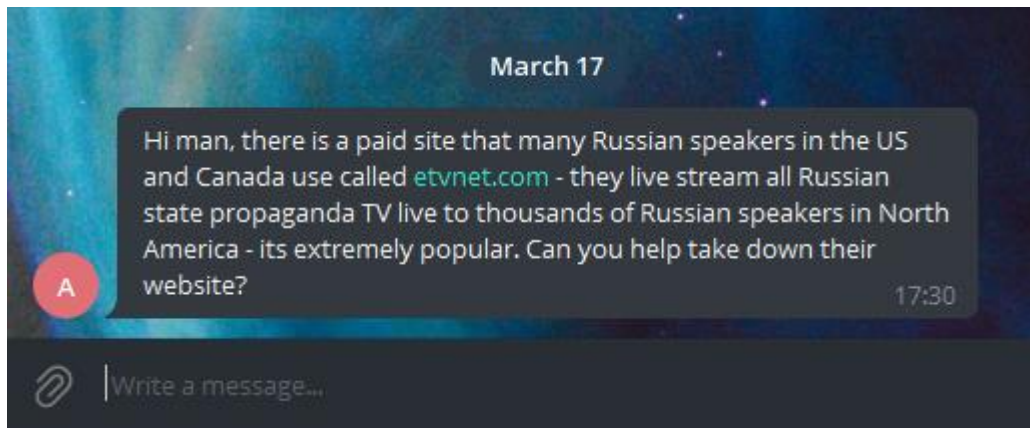 March 17
Hi man, there is a paid site that many Russian speakers in the US
and Canada use called etvnet.com - they live stream all Russian
state propaganda TV live to thousands of Russian speakers in North
America - its extremely popular. Can you help take down their
website?
17:30
A
Write a message...